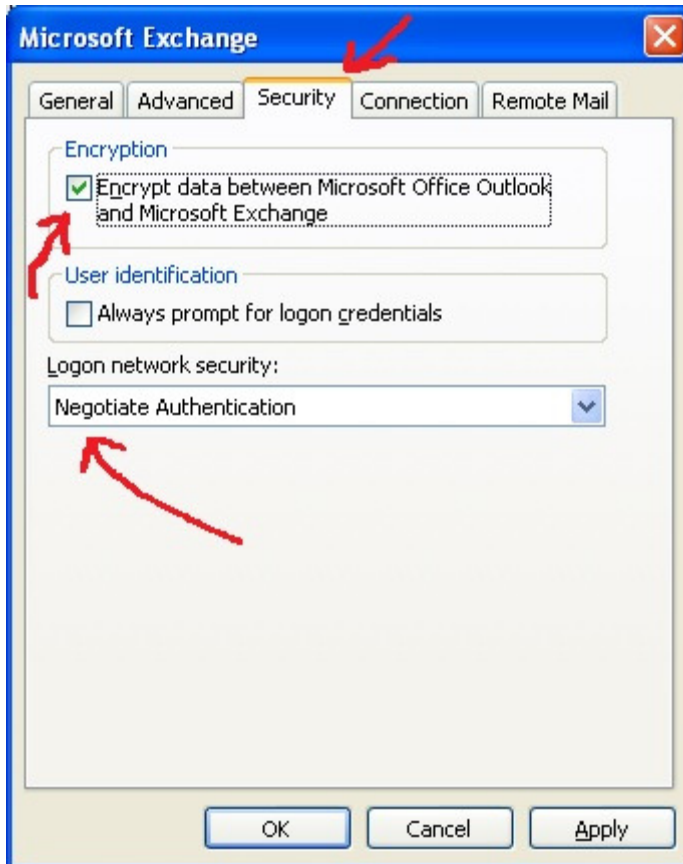 Microsoft Exchange
General
Advanced
Security
Connection
Remote Mail
Encryption
Encrypt data between Microsoft Office Outlook
and Microsoft Exchange
User identification
Always prompt for logon credentials
Logon network security:
Negotiate Authentication
OK
Cancel
Apply